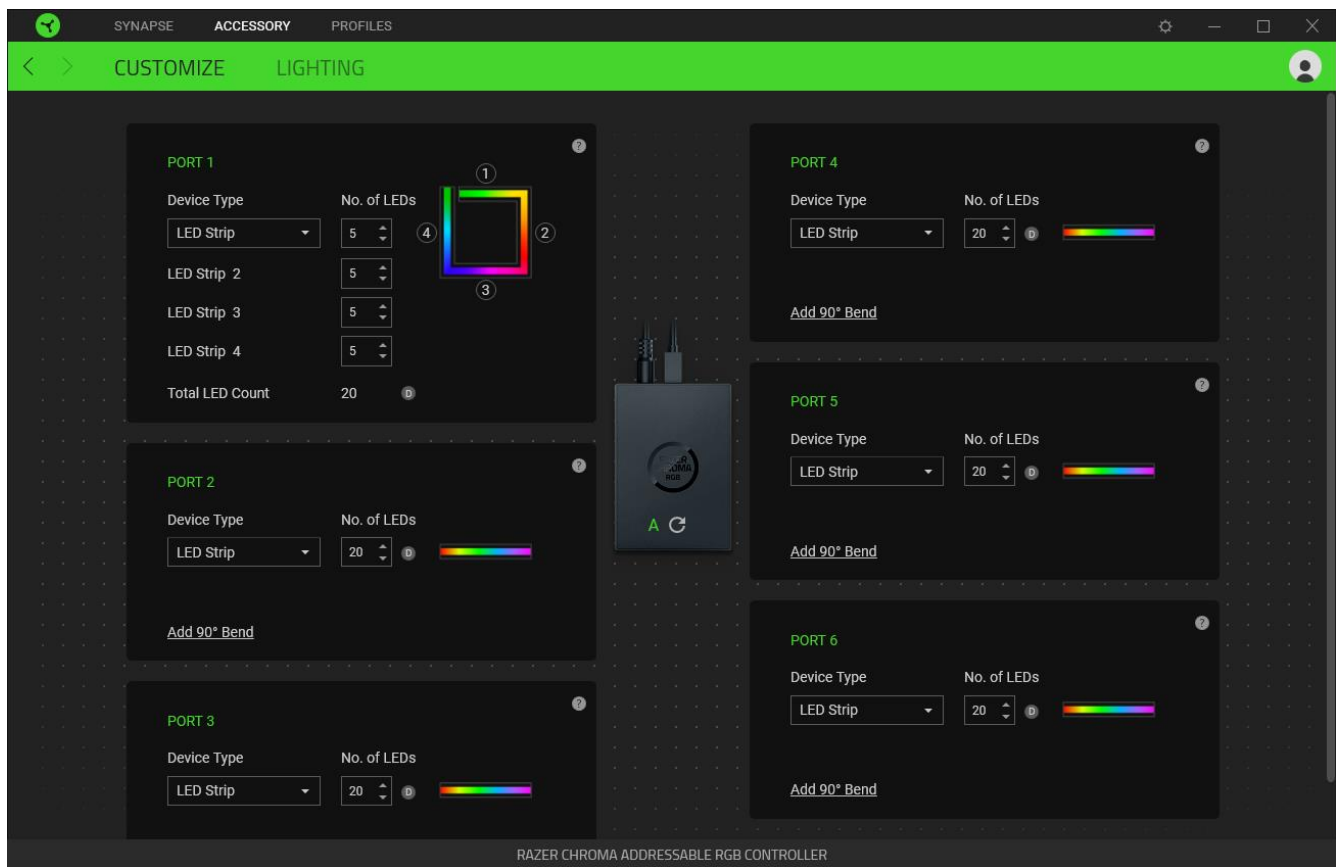 SYNAPSE ACCESSORY PROFILES
CUSTOMIZE LIGHTING
PORT 1
Device Type No. of LEDs
LED Strip 5
LED Strip 2 5
LED Strip 3 5
LED Strip 4 5
Total LED Count 20 D
1
2
3
4
?
PORT 2
Device Type No. of LEDs
LED Strip 20 D
Add 90° Bend
?
PORT 3
Device Type No. of LEDs
LED Strip 20 D
?
RAZER
CHROMA
RGB
A
PORT 4
Device Type No. of LEDs
LED Strip 20 D
Add 90° Bend
?
PORT 5
Device Type No. of LEDs
LED Strip 20 D
Add 90° Bend
?
PORT 6
Device Type No. of LEDs
LED Strip 20 D
Add 90° Bend
?
RAZER CHROMA ADDRESSABLE RGB CONTROLLER